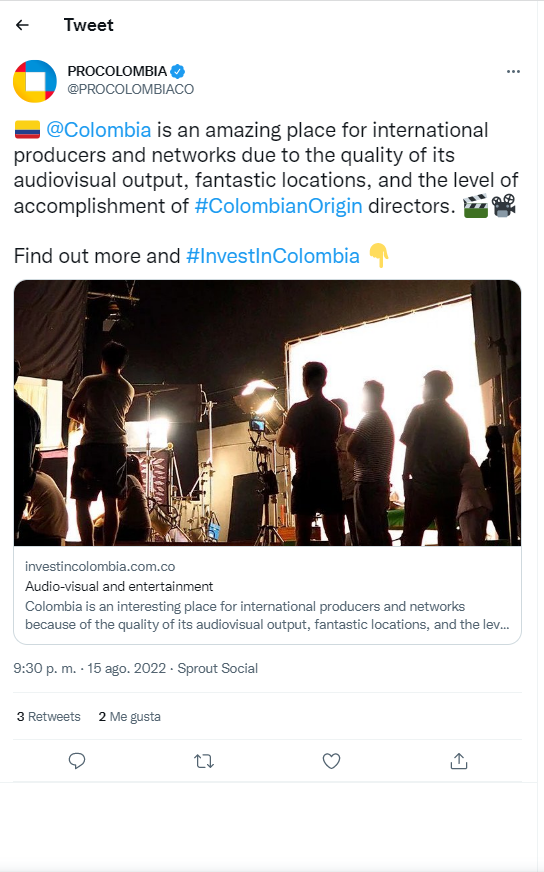 Tweet
PROCOLOMBIA
@PROCOLOMBIACO
@Colombia is an amazing place for international
producers and networks due to the quality of its
audiovisual output, fantastic locations, and the level of
accomplishment of #ColombianOrigin directors.
Find out more and #InvestInColombia
investincolombia.com.co
Audio-visual and entertainment
Colombia is an interesting place for international producers and networks
because of the quality of its audiovisual output, fantastic locations, and the lev...
9:30 p. m. · 15 ago. 2022 · Sprout Social
3 Retweets 2 Me gusta